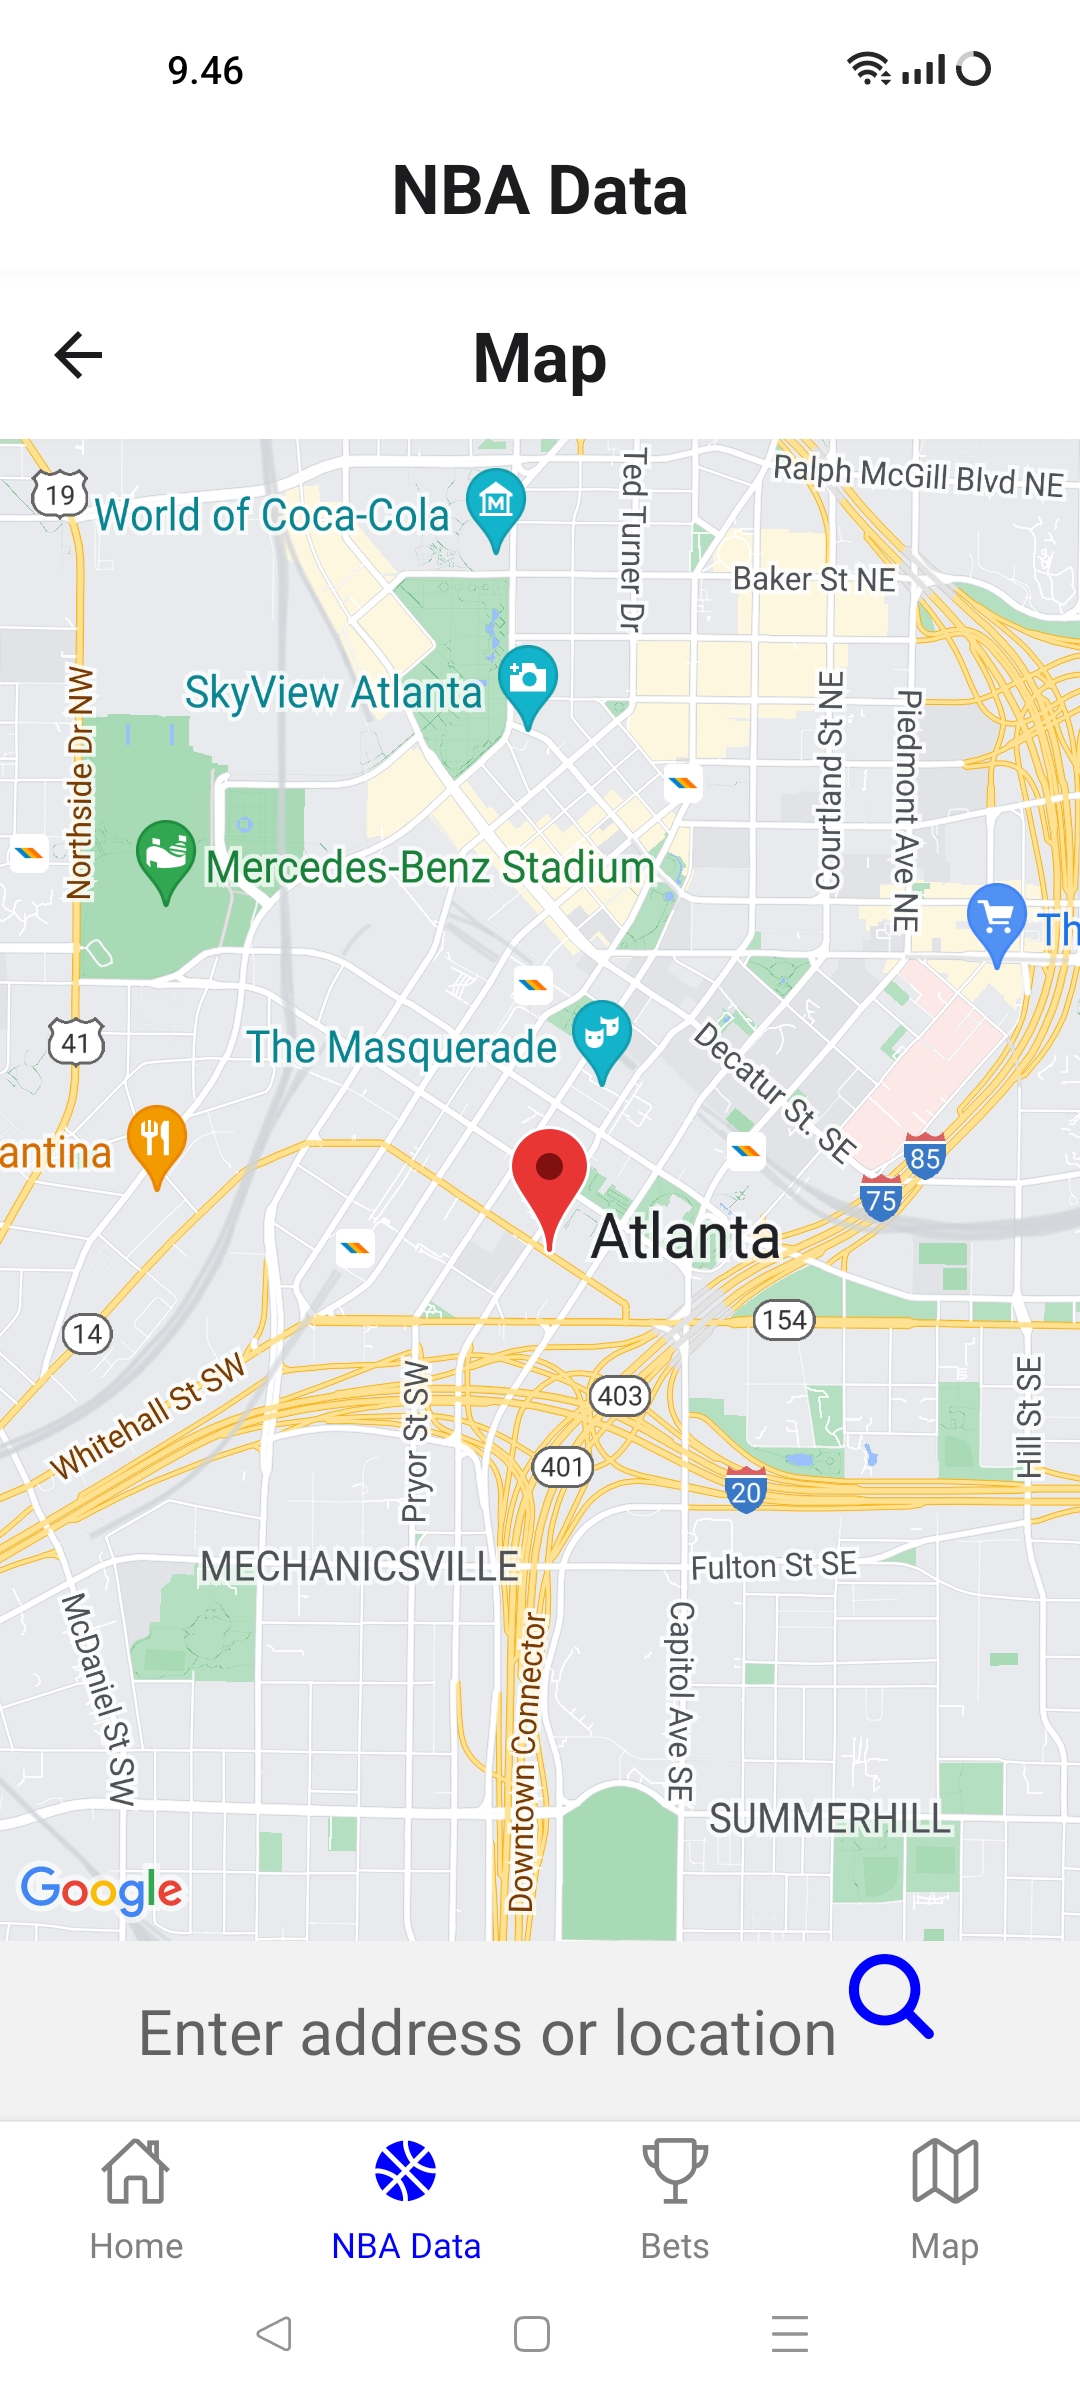 9.46
NBA Data
Map
19
World of Coca-Cola
Ted Turner Dr
Ralph McGill Blvd NE
Baker St NE
SkyView Atlanta
Northside Dr NW
Courtland St NE
Piedmont Ave NE
Mercedes-Benz Stadium
Th
41
The Masquerade
Decatur St. SE
antina
85
75
Atlanta
14
154
Whitehall St SW
Pryor St SW
403
Hill St SE
401
20
MECHANICSVILLE
Fulton St SE
McDaniel St SW
Downtown Connector
Capitol Ave SE
SUMMERHILL
Google
Enter address or location
Home
NBA Data
Bets
Map